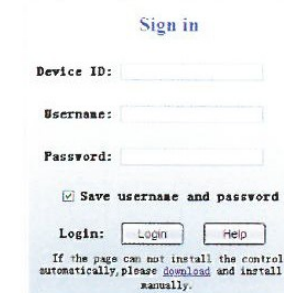 Sign in
Device ID:
Username:
Password:
Save username and password
Login: Login Help
If the page can not install the control
automatically,please download and install
manually.